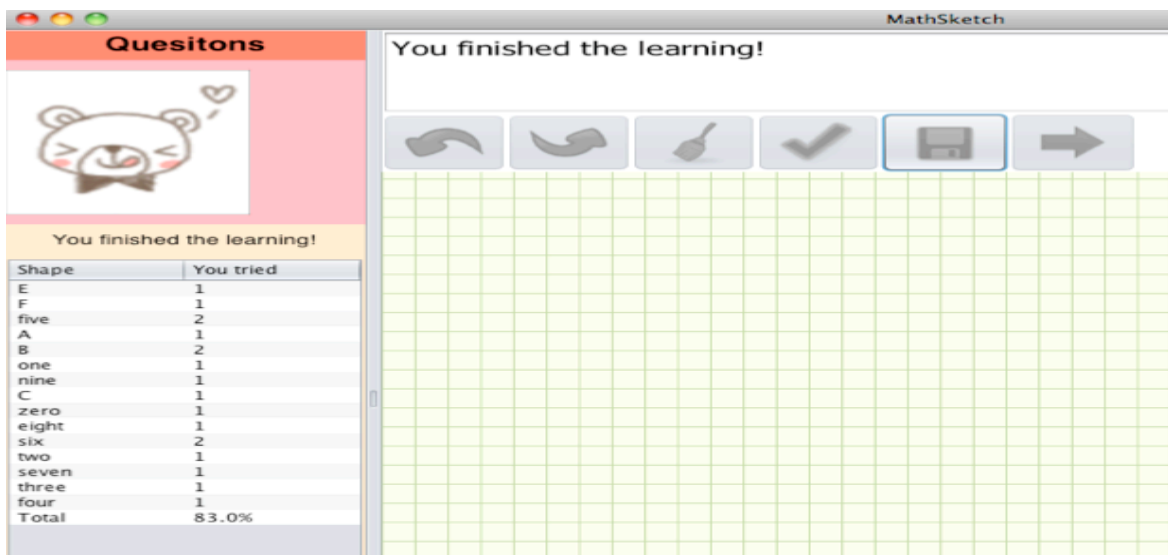 MathSketch
Quesitons
You finished the learning!
You finished the learning!
Shape You tried
E 1
F 1
five 2
A 1
B 2
one 1
nine 1
C 1
zero 1
eight 1
six 2
two 1
seven 1
three 1
four 1
Total 83.0%